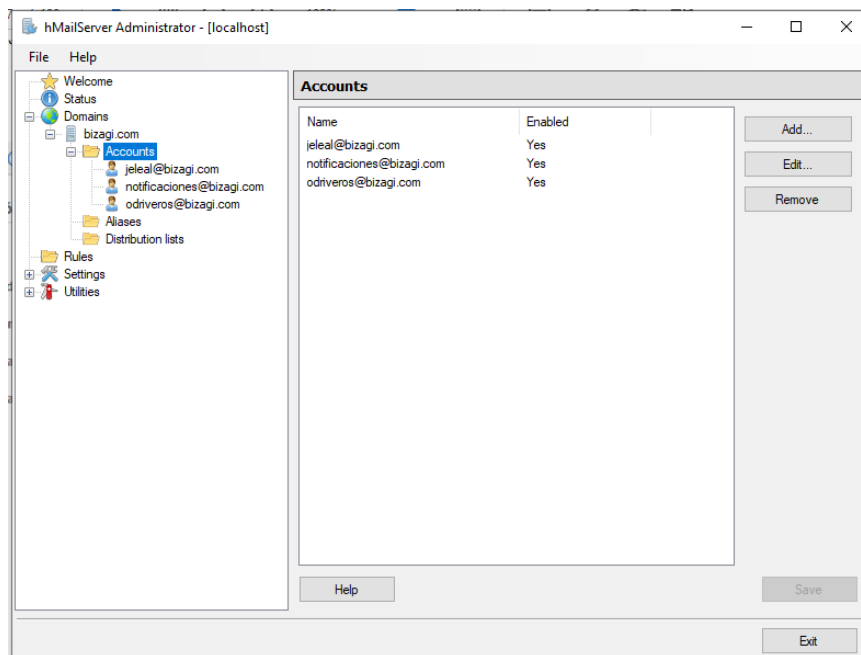 hMailServer Administrator - [localhost]
File Help
Welcome
Status
Domains
bizagi.com
Accounts
jeleal@bizagi.com
notificaciones@bizagi.com
odriveros@bizagi.com
Aliases
Distribution lists
Rules
Settings
Utilities
Accounts
Name Enabled
jeleal@bizagi.com Yes
notificaciones@bizagi.com Yes
odriveros@bizagi.com Yes
Add...
Edit...
Remove
Help
Save
Exit